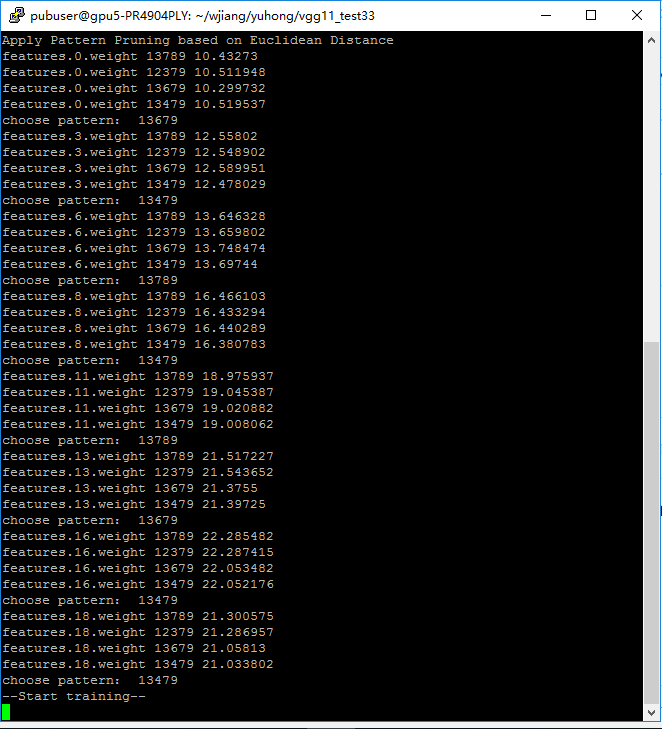 pubuser@gpu5-PR4904PLY: ~/wjiang/yuhong/vgg11_test33
Apply Pattern Pruning based on Euclidean Distance
features.0.weight 13789 10.43273
features.0.weight 12379 10.511948
features.0.weight 13679 10.299732
features.0.weight 13479 10.519537
choose pattern:  13679
features.3.weight 13789 12.55802
features.3.weight 12379 12.548902
features.3.weight 13679 12.589951
features.3.weight 13479 12.478029
choose pattern:  13479
features.6.weight 13789 13.646328
features.6.weight 12379 13.659802
features.6.weight 13679 13.748474
features.6.weight 13479 13.69744
choose pattern:  13789
features.8.weight 13789 16.466103
features.8.weight 12379 16.433294
features.8.weight 13679 16.440289
features.8.weight 13479 16.380783
choose pattern:  13479
features.11.weight 13789 18.975937
features.11.weight 12379 19.045387
features.11.weight 13679 19.020882
features.11.weight 13479 19.008062
choose pattern:  13789
features.13.weight 13789 21.517227
features.13.weight 12379 21.543652
features.13.weight 13679 21.3755
features.13.weight 13479 21.39725
choose pattern:  13679
features.16.weight 13789 22.285482
features.16.weight 12379 22.287415
features.16.weight 13679 22.053482
features.16.weight 13479 22.052176
choose pattern:  13479
features.18.weight 13789 21.300575
features.18.weight 12379 21.286957
features.18.weight 13679 21.05813
features.18.weight 13479 21.033802
choose pattern:  13479
--Start training--